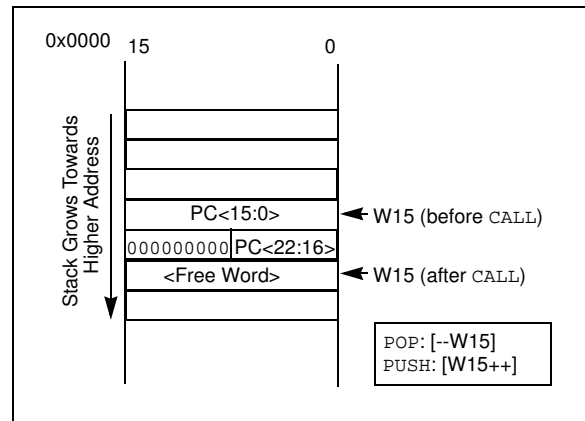 0x0000 15 0
Stack Grows Towards
Higher Address
PC<15:0> W15 (before CALL)
000000000 PC<22:16>
<Free Word> W15 (after CALL)
POP: [--W15]
PUSH: [W15++]